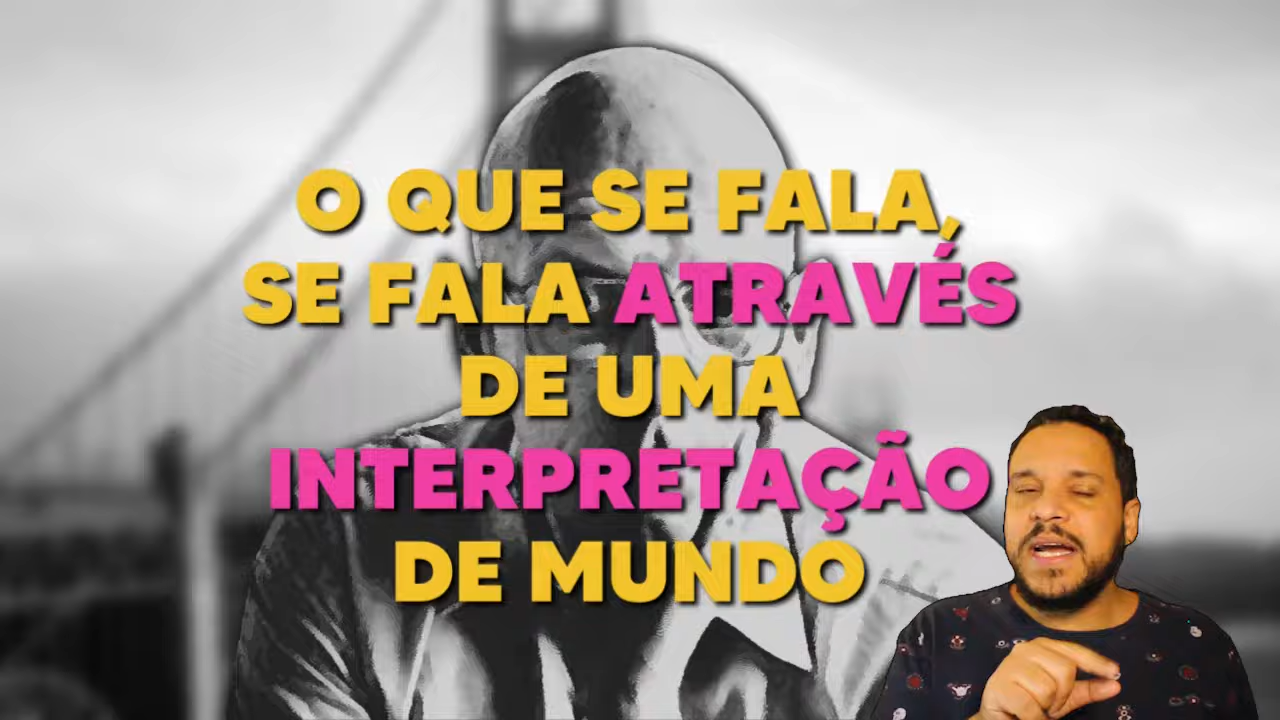 O QUE SE FALA,
SE FALA ATRAVÉS
DE UMA
INTERPRETAÇÃO
DE MUNDO